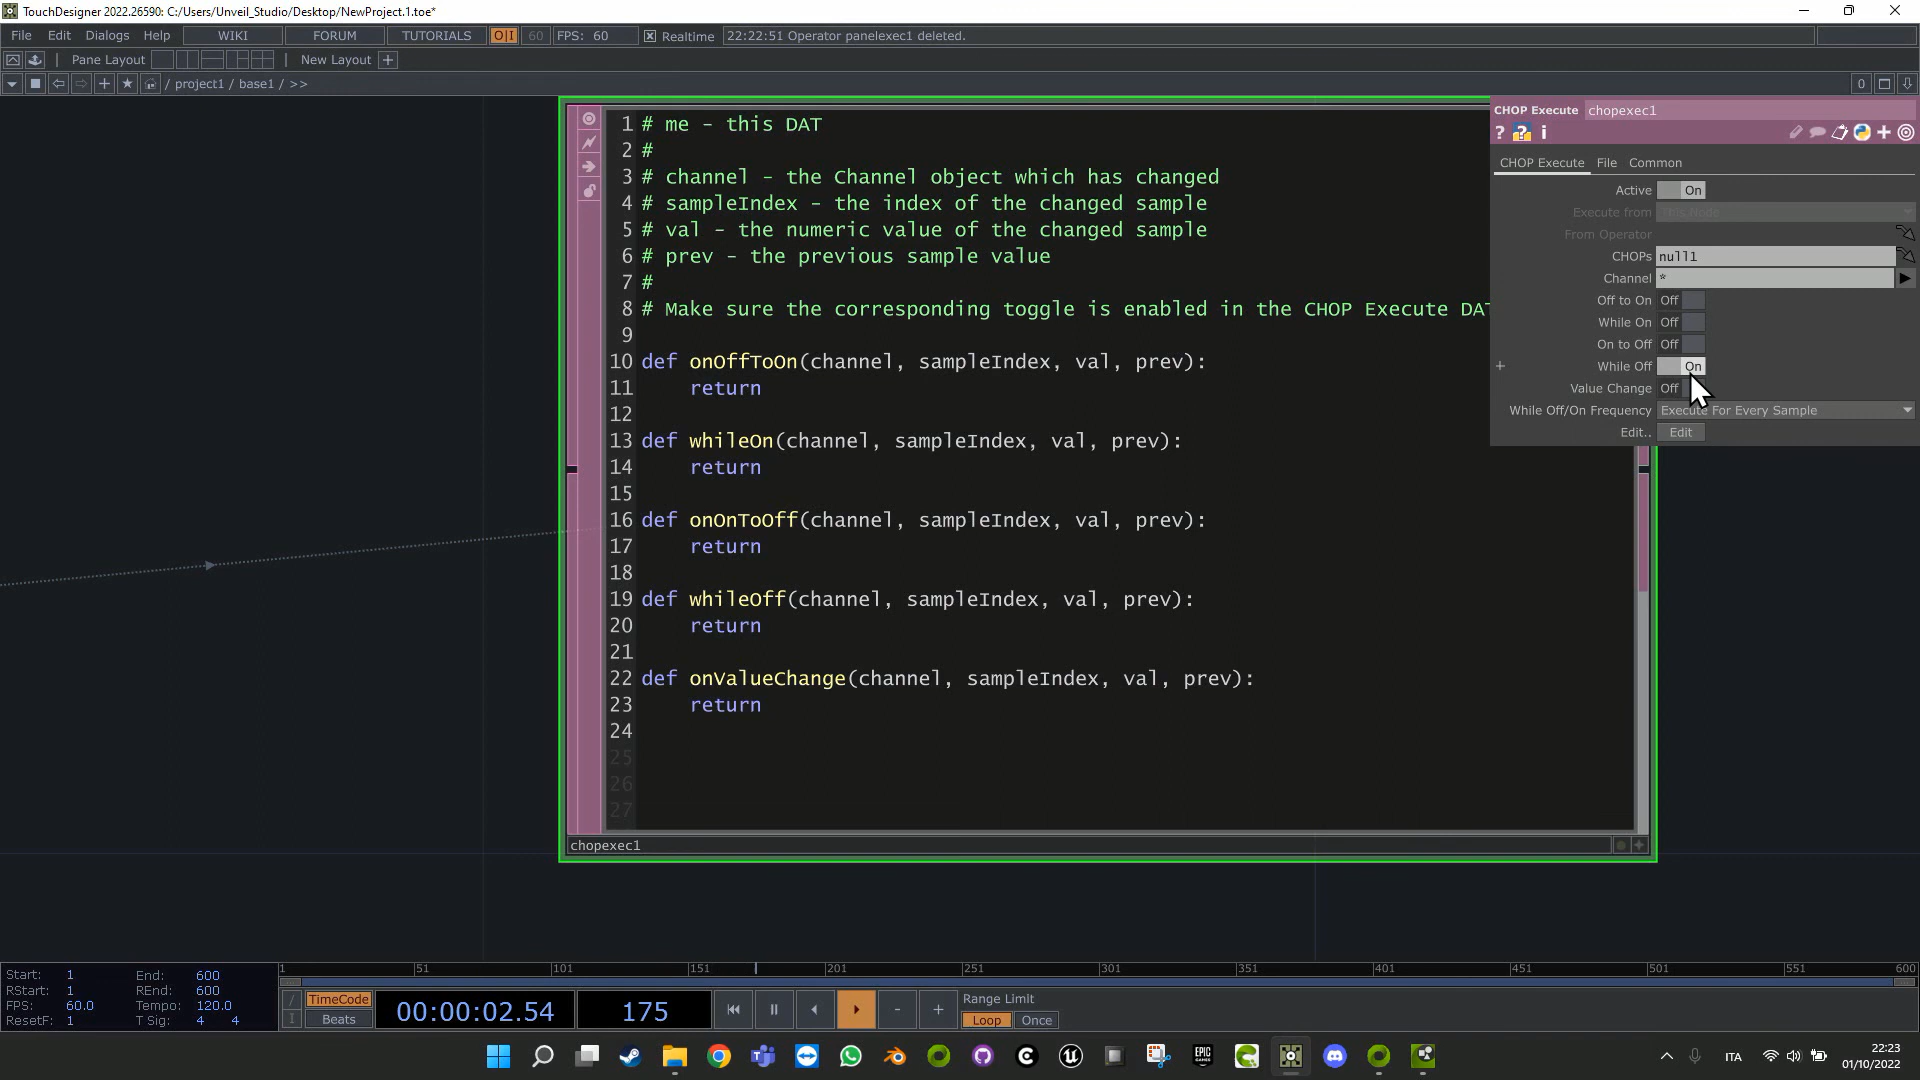 TouchDesigner 2022.26590: C:/Users/Unveil_Studio/Desktop/NewProject.1.toe*
File Edit Dialogs Help WIKI FORUM TUTORIALS O|I 60 FPS: 60 Realtime 22:22:51 Operator panelexec1 deleted.
Pane Layout New Layout +
/ project1 / base1 / >> 0
CHOP Execute chopexec1
? ? i
CHOP Execute File Common
Active On
Execute from This Node
From Operator
CHOPs null1
Channel *
Off to On Off
While On Off
On to Off Off
+ While Off On
Value Change Off
While Off/On Frequency Execute For Every Sample
Edit.. Edit
1 # me - this DAT
2 #
3 # channel - the Channel object which has changed
4 # sampleIndex - the index of the changed sample
5 # val - the numeric value of the changed sample
6 # prev - the previous sample value
7 #
8 # Make sure the corresponding toggle is enabled in the CHOP Execute DAT
9
10 def onOffToOn(channel, sampleIndex, val, prev):
11 return
12
13 def whileOn(channel, sampleIndex, val, prev):
14 return
15
16 def onOnToOff(channel, sampleIndex, val, prev):
17 return
18
19 def whileOff(channel, sampleIndex, val, prev):
20 return
21
22 def onValueChange(channel, sampleIndex, val, prev):
23 return
24
25
26
27
chopexec1
1 51 101 151 201 251 301 351 401 451 501 551 600
Start: 1 End: 600
RStart: 1 REnd: 600
FPS: 60.0 Tempo: 120.0
ResetF: 1 T Sig: 4 4
TimeCode
Beats
00:00:02.54
175
- +
Range Limit
Loop Once
EPIC GAMES
ITA
22:23
01/10/2022